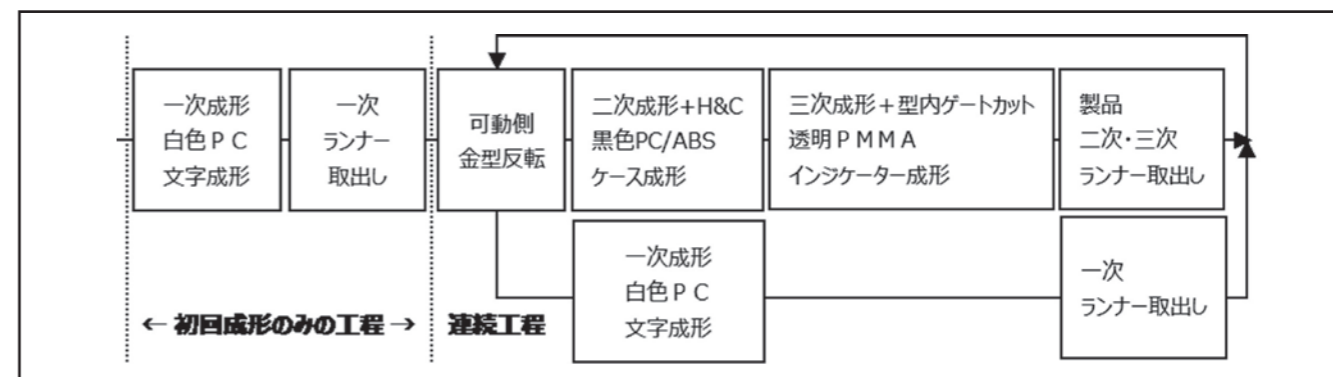 一次成形
白色ＰＣ
文字成形
一次
ランナー
取出し
可動側
金型反転
二次成形+H&C
黒色PC/ABS
ケース成形
三次成形＋型内ゲートカット
透明ＰＭＭＡ
インジケーター成形
製品
二次・三次
ランナー取出し
一次成形
白色ＰＣ
文字成形
一次
ランナー取出し
← 初回成形のみの工程 →
連続工程